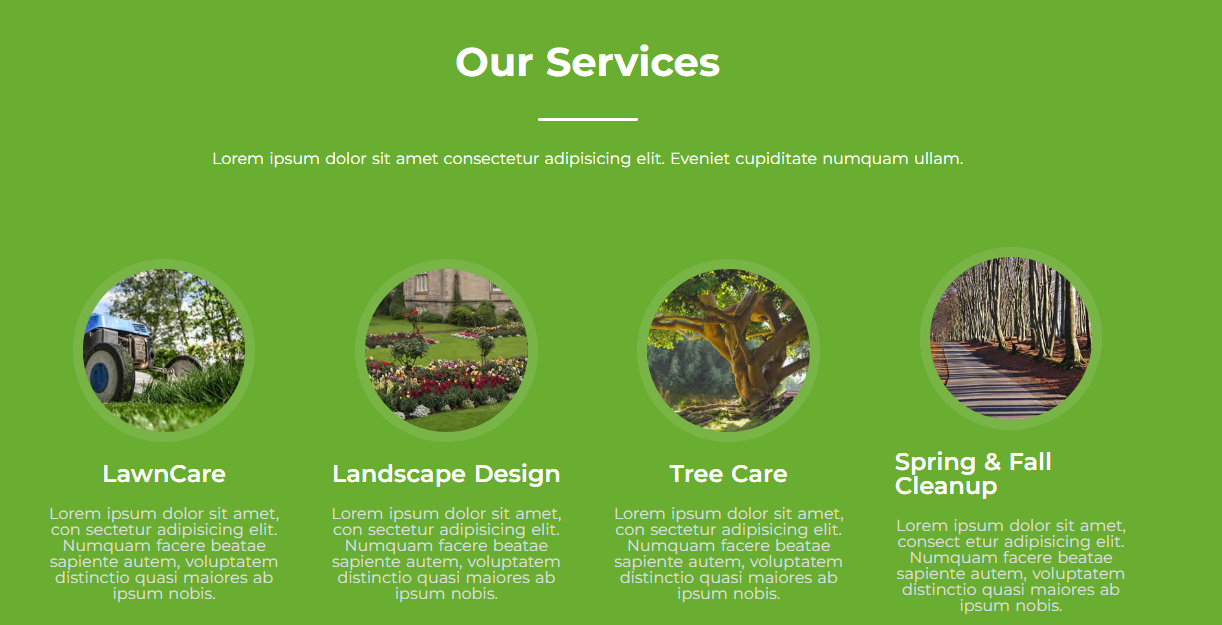 Our Services
Lorem ipsum dolor sit amet consectetur adipisicing elit. Eveniet cupiditate numquam ullam.
LawnCare
Lorem ipsum dolor sit amet,
con sectetur adipisicing elit.
Numquam facere beatae
sapiente autem, voluptatem
distinctio quasi maiores ab
ipsum nobis.
Landscape Design
Lorem ipsum dolor sit amet,
con sectetur adipisicing elit.
Numquam facere beatae
sapiente autem, voluptatem
distinctio quasi maiores ab
ipsum nobis.
Tree Care
Lorem ipsum dolor sit amet,
con sectetur adipisicing elit.
Numquam facere beatae
sapiente autem, voluptatem
distinctio quasi maiores ab
ipsum nobis.
Spring & Fall
Cleanup
Lorem ipsum dolor sit amet,
consect etur adipisicing elit.
Numquam facere beatae
sapiente autem, voluptatem
distinctio quasi maiores ab
ipsum nobis.